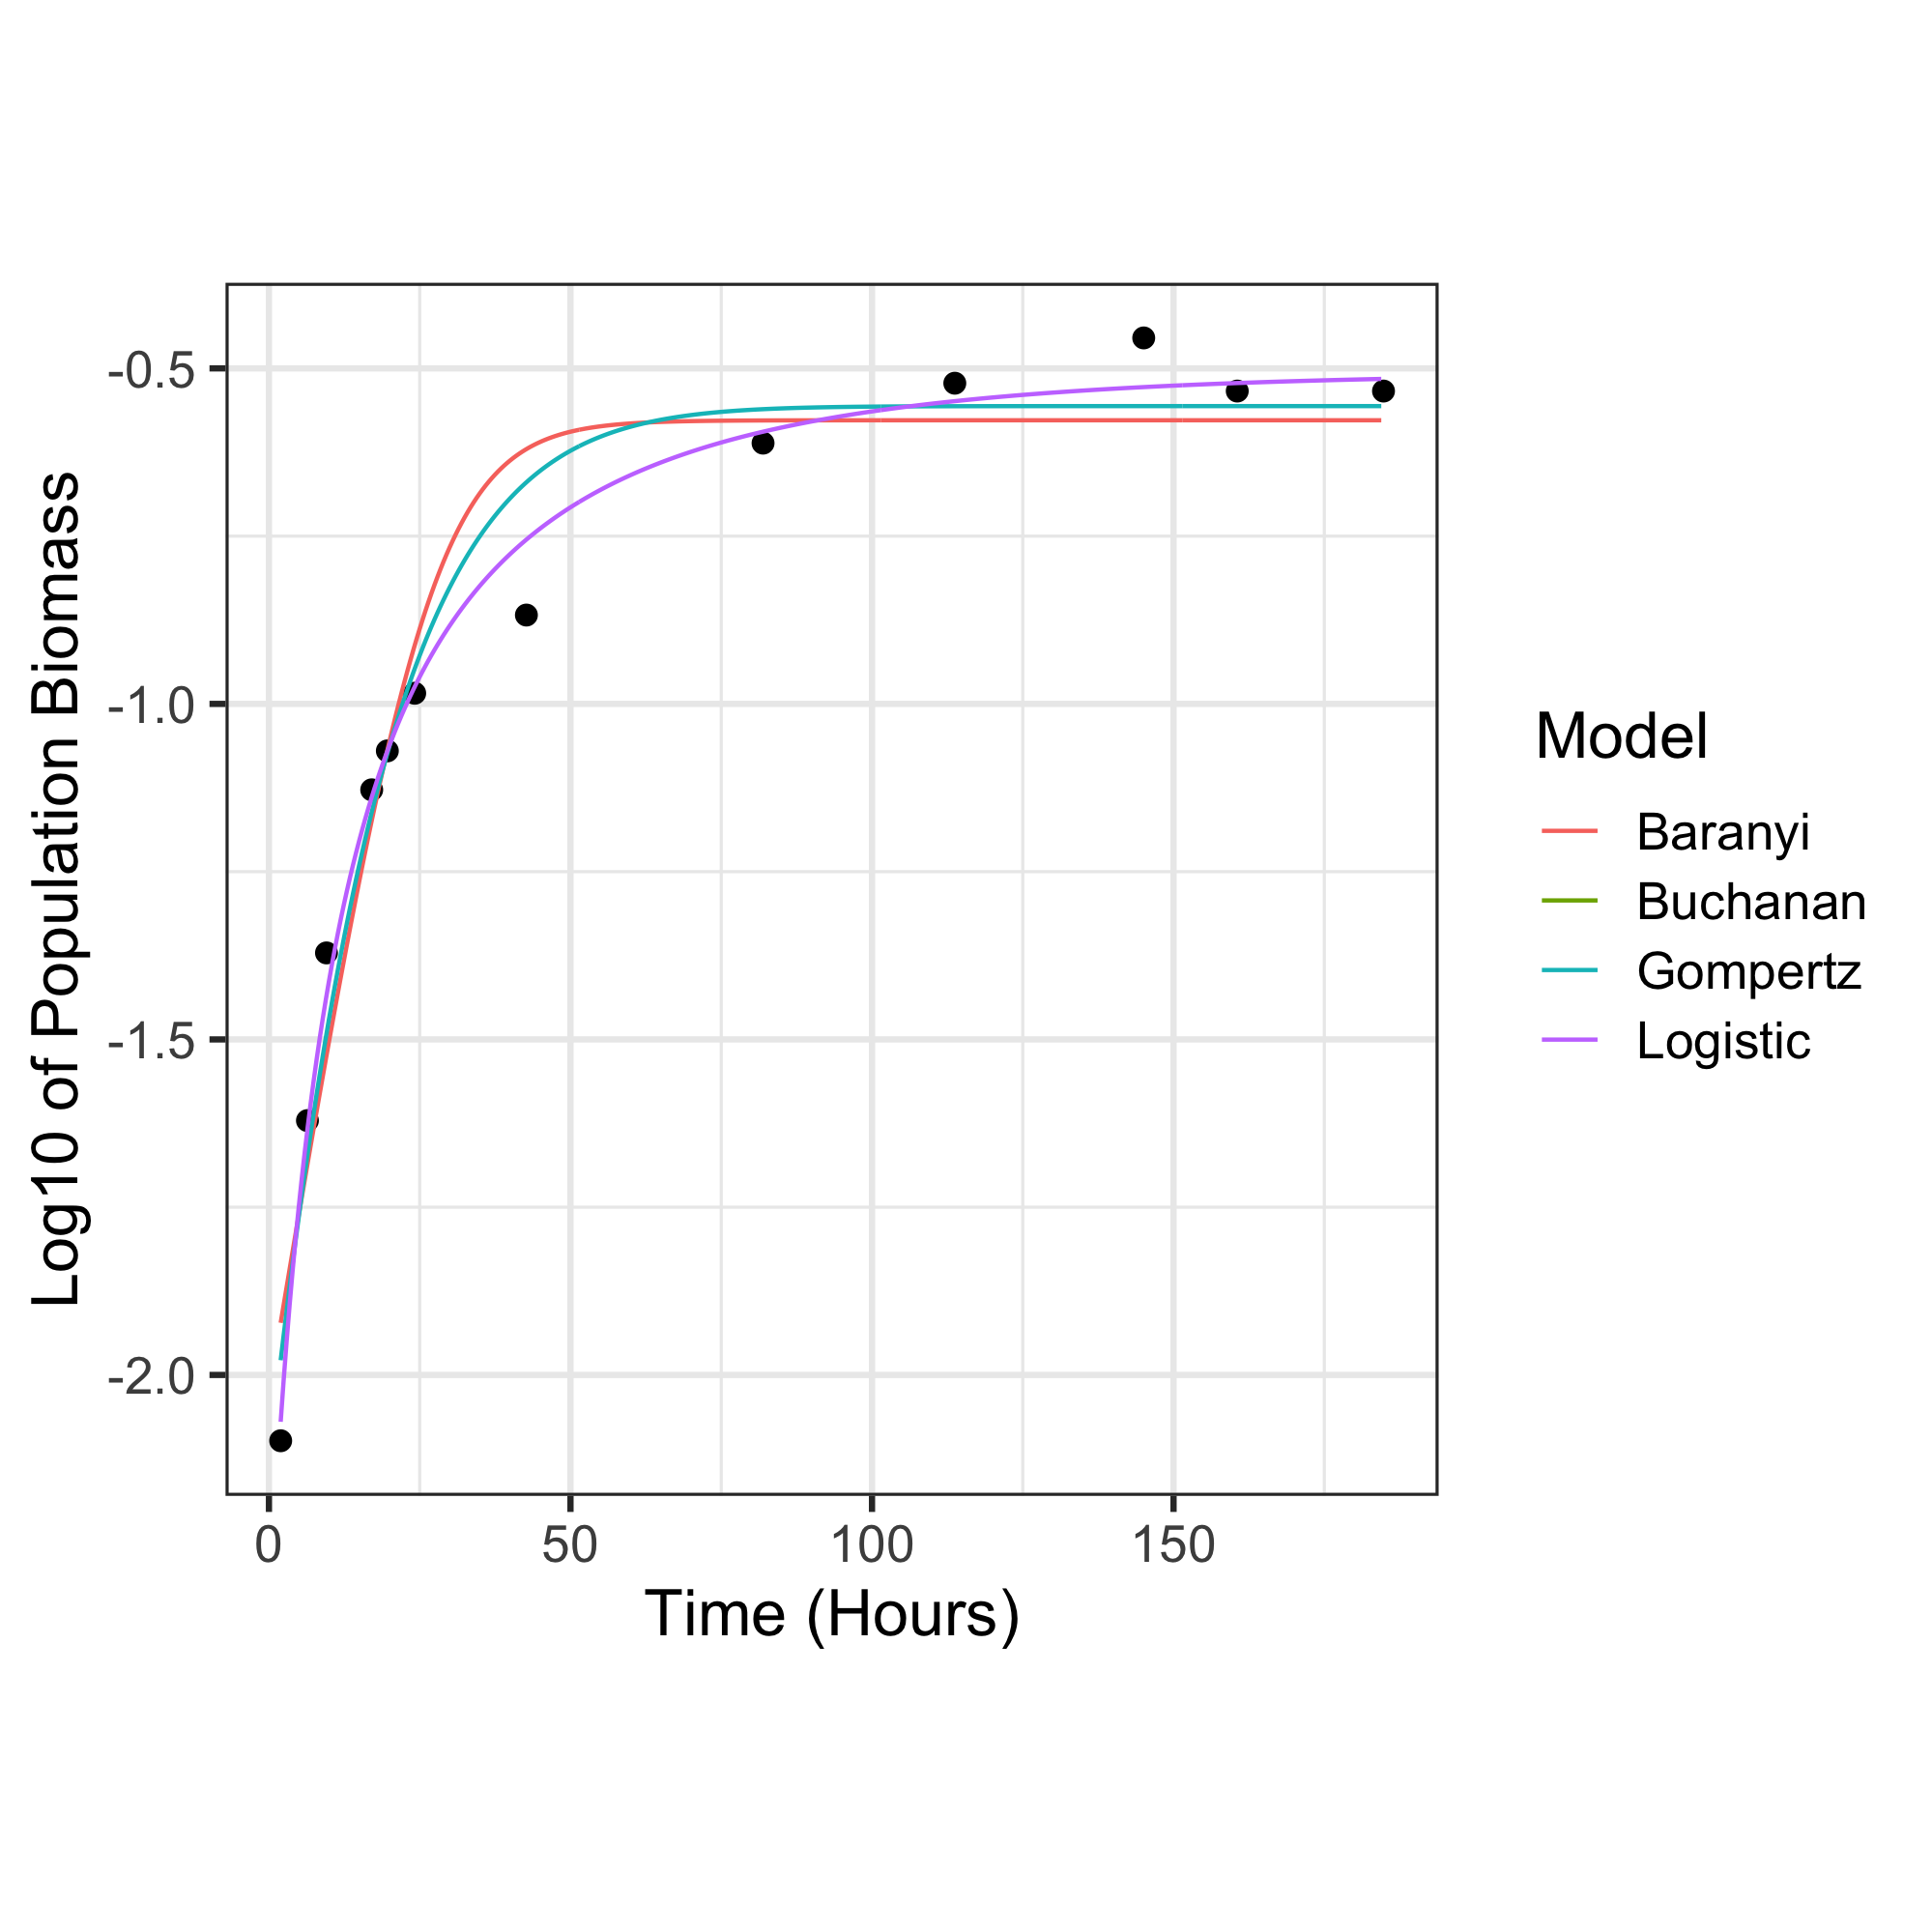 Log10 of Population Biomass
-0.5
-1.0
-1.5
-2.0
0 50 100 150
Time (Hours)
Model
Baranyi
Buchanan
Gompertz
Logistic